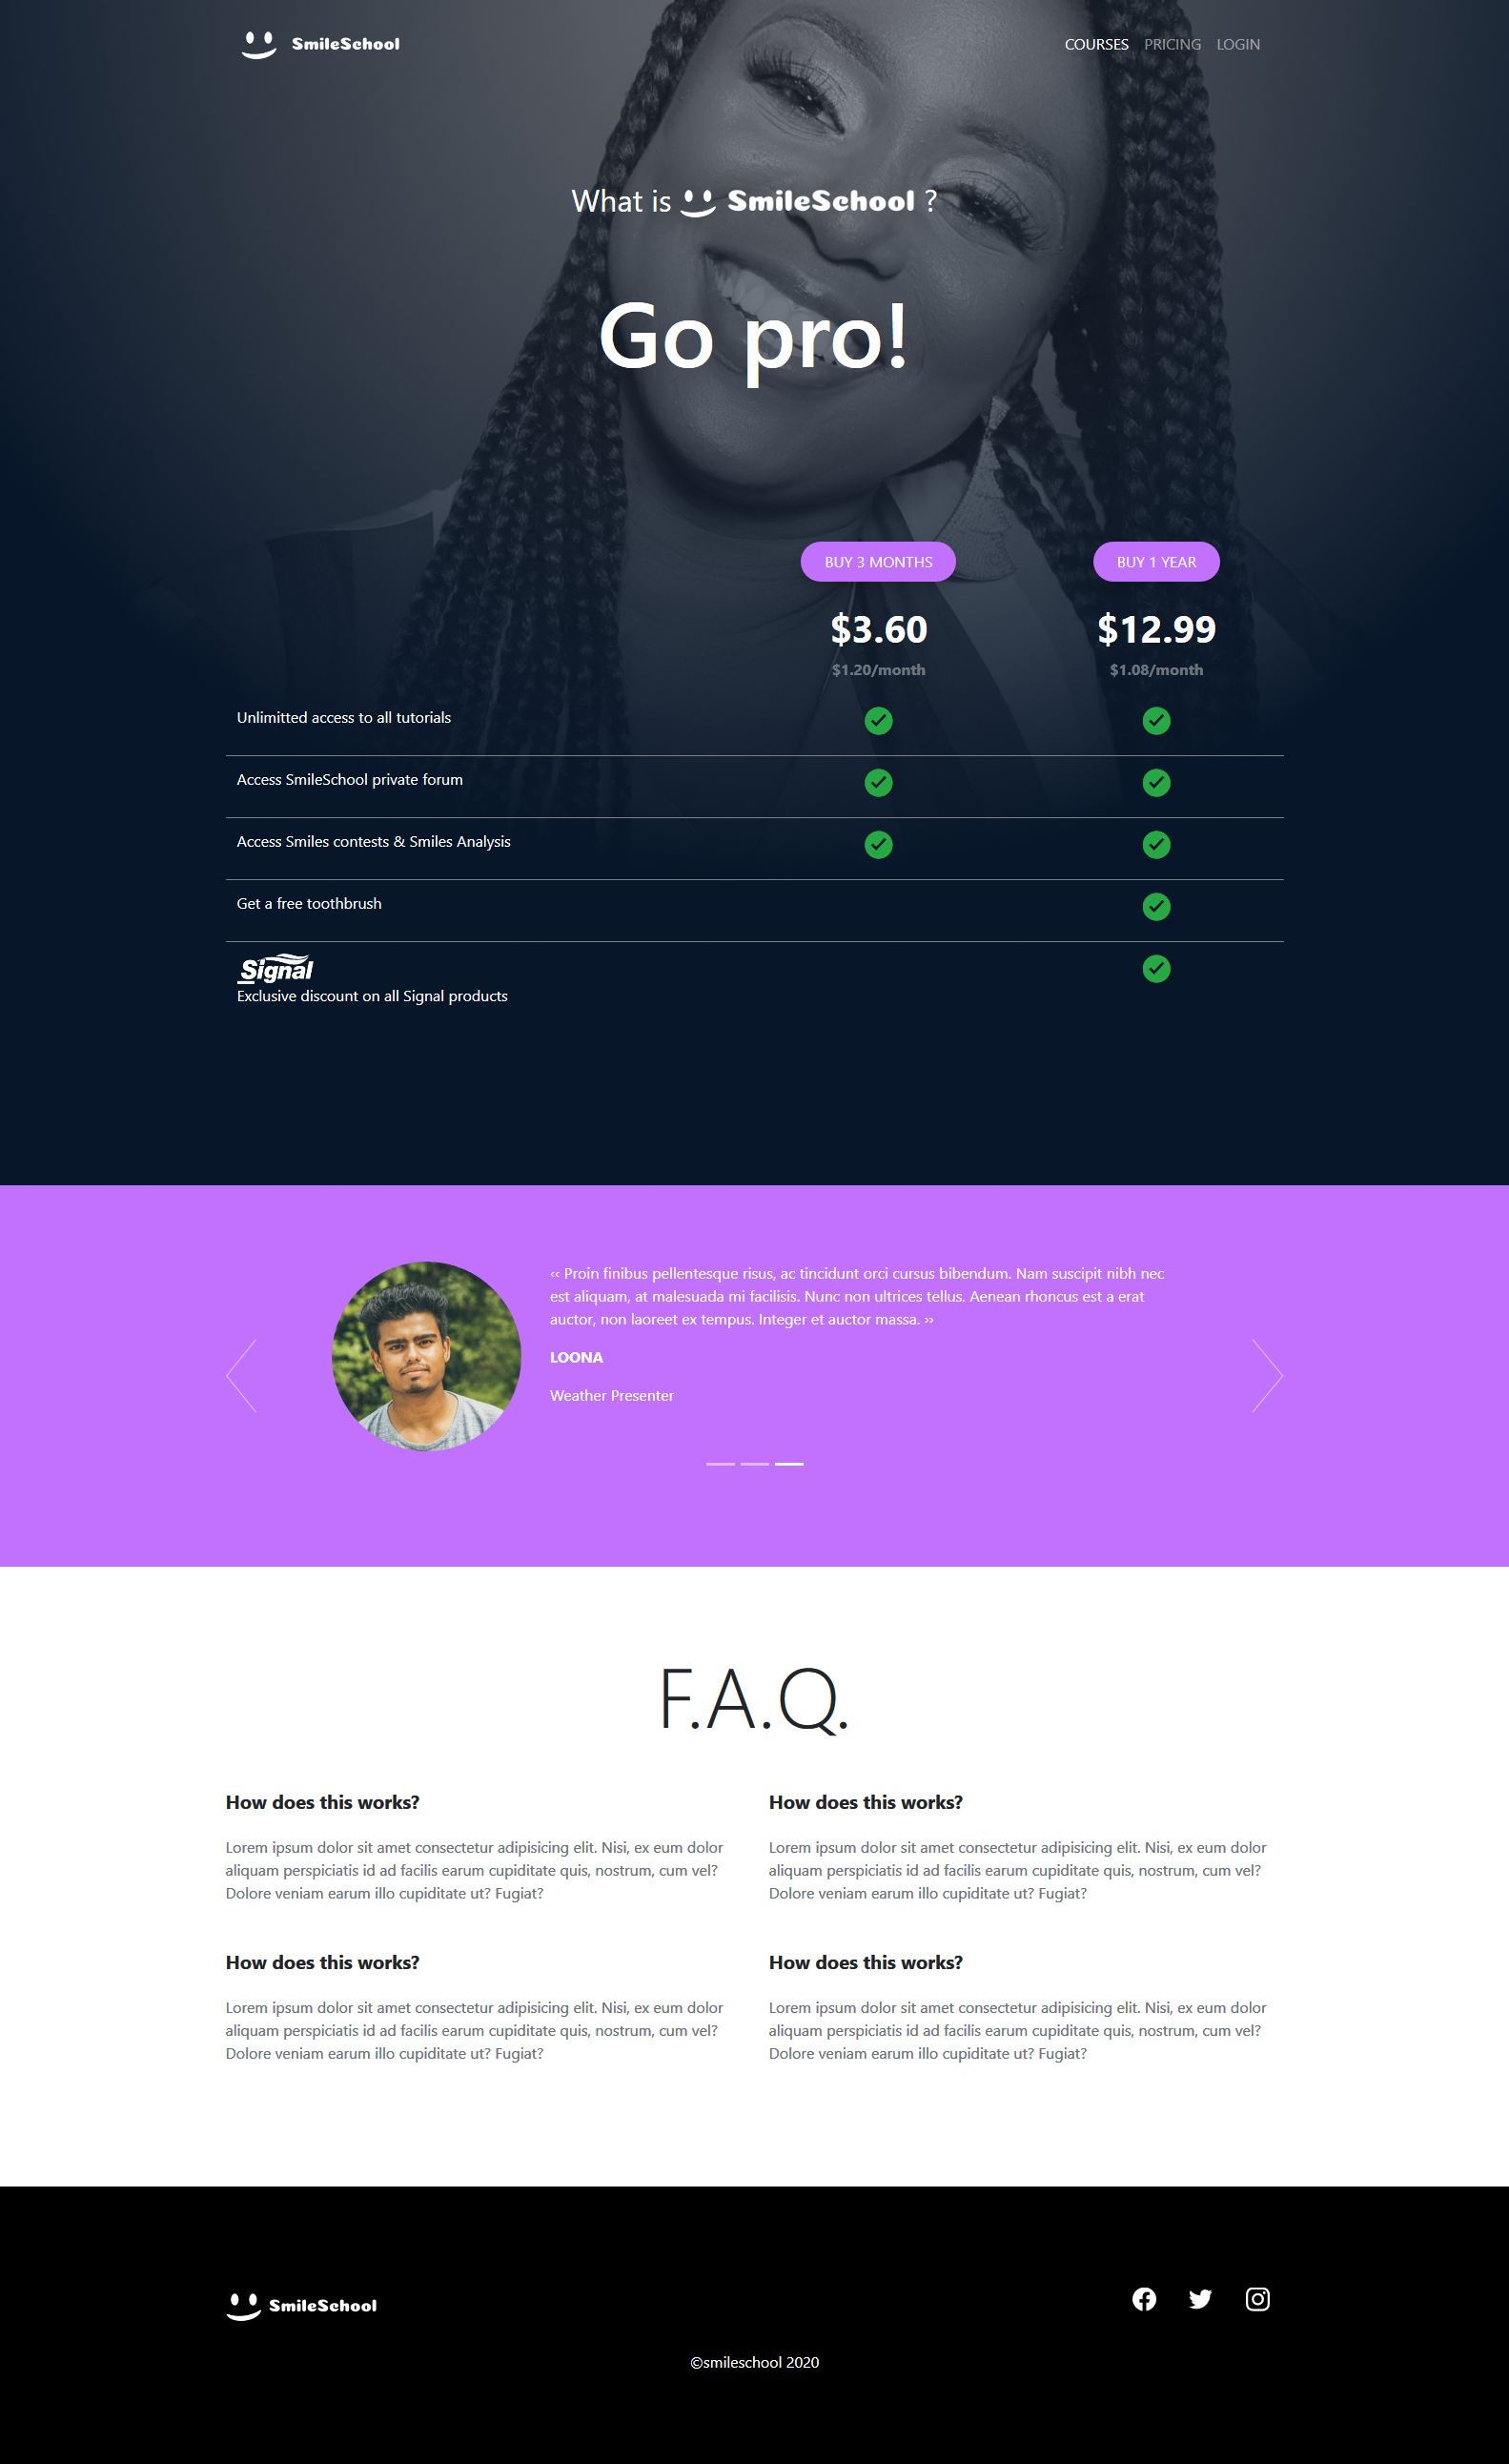 SmileSchool
COURSES PRICING LOGIN
What is SmileSchool ?
Go pro!
BUY 3 MONTHS BUY 1 YEAR
$3.60 $12.99
$1.20/month $1.08/month
Unlimitted access to all tutorials
Access SmileSchool private forum
Access Smiles contests & Smiles Analysis
Get a free toothbrush
Signal
Exclusive discount on all Signal products
‹‹ Proin finibus pellentesque risus, ac tincidunt orci cursus bibendum. Nam suscipit nibh nec
est aliquam, at malesuada mi facilisis. Nunc non ultrices tellus. Aenean rhoncus est a erat
auctor, non laoreet ex tempus. Integer et auctor massa. ››
LOONA
Weather Presenter
F.A.Q.
How does this works?
Lorem ipsum dolor sit amet consectetur adipisicing elit. Nisi, ex eum dolor
aliquam perspiciatis id ad facilis earum cupiditate quis, nostrum, cum vel?
Dolore veniam earum illo cupiditate ut? Fugiat?
How does this works?
Lorem ipsum dolor sit amet consectetur adipisicing elit. Nisi, ex eum dolor
aliquam perspiciatis id ad facilis earum cupiditate quis, nostrum, cum vel?
Dolore veniam earum illo cupiditate ut? Fugiat?
How does this works?
Lorem ipsum dolor sit amet consectetur adipisicing elit. Nisi, ex eum dolor
aliquam perspiciatis id ad facilis earum cupiditate quis, nostrum, cum vel?
Dolore veniam earum illo cupiditate ut? Fugiat?
How does this works?
Lorem ipsum dolor sit amet consectetur adipisicing elit. Nisi, ex eum dolor
aliquam perspiciatis id ad facilis earum cupiditate quis, nostrum, cum vel?
Dolore veniam earum illo cupiditate ut? Fugiat?
SmileSchool
©smileschool 2020